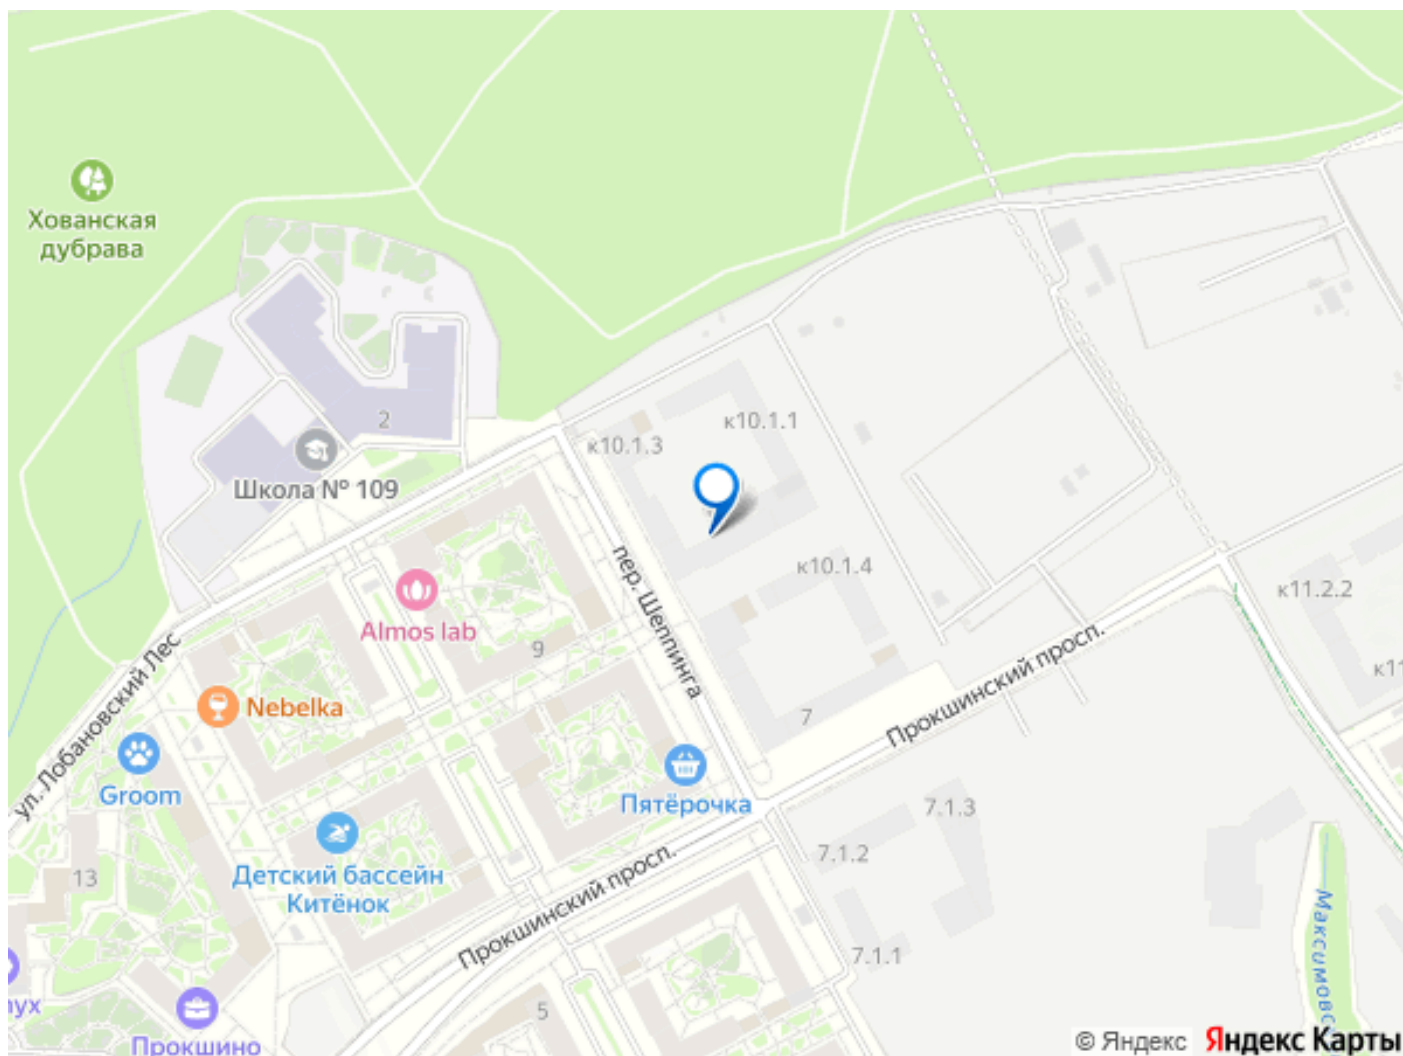 Хованская
дубрава
2
Школа № 109
к10.1.1
к10.1.3
к10.1.4
к11.2.2
пер. Шеппинга
Almos lab
9
Nebelka
ул. Лобановский Лес
Groom
Прокшинский просп.
7
Пятёрочка
Детский бассейн
Китёнок
13
7.1.3
7.1.2
7.1.1
Прокшинский просп.
5
Прокшино
© Яндекс Яндекс Карты